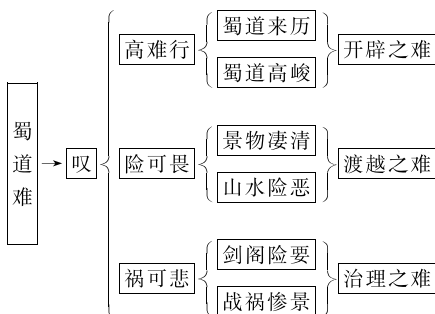 蜀道难
叹
高难行
蜀道来历
蜀道高峻
开辟之难
险可畏
景物凄清
山水险恶
渡越之难
祸可悲
剑阁险要
战祸惨景
治理之难